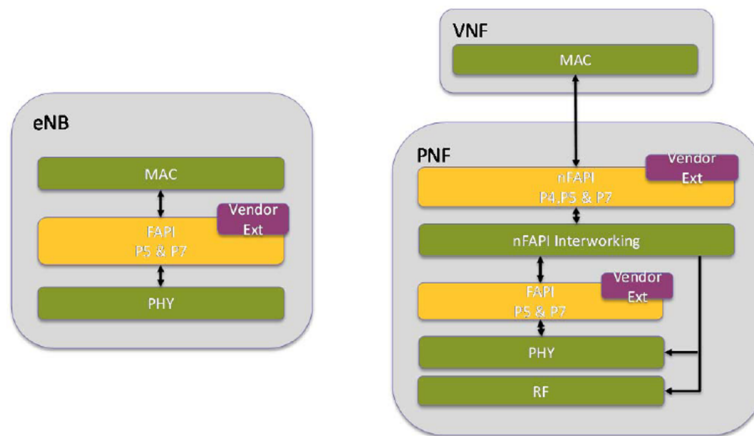 eNB
MAC
Vendor
Ext
FAPI
P5 & P7
PHY
VNF
MAC
PNF
Vendor
Ext
nFAPI
P4,P5 & P7
nFAPI Interworking
Vendor
Ext
FAPI
P5 & P7
PHY
RF